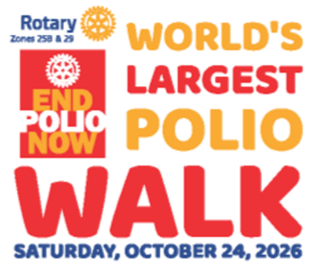 Rotary
Zones 25B & 29
END
POLIO
NOW
WORLD'S
LARGEST
POLIO
WALK
SATURDAY, OCTOBER 24, 2026